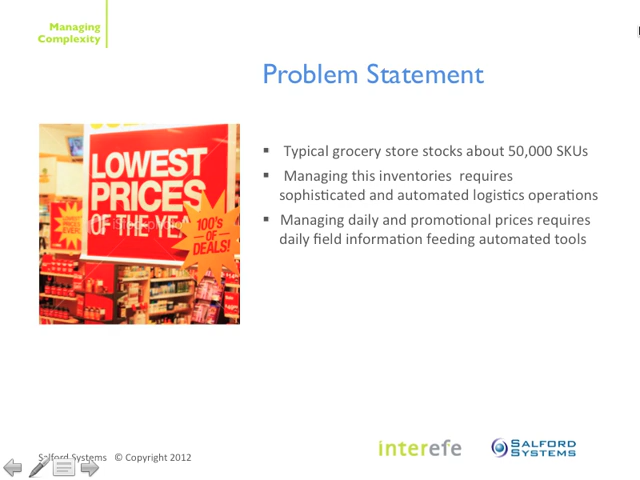 Managing
Complexity
Problem Statement
LOWEST
PRICES
OF THE YEA
100's
OF
DEALS!
▪ Typical grocery store stocks about 50,000 SKUs
▪ Managing this inventories requires
sophisticated and automated logistics operations
▪ Managing daily and promotional prices requires
daily field information feeding automated tools
Salford Systems © Copyright 2012
interefe
SALFORD
SYSTEMS